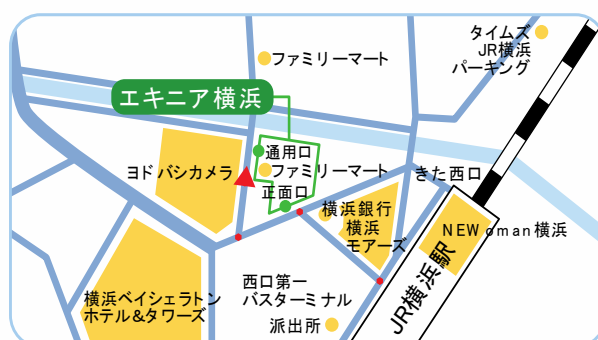 タイムズ
JR横浜
パーキング
ファミリーマート
エキニア横浜
通用口
ヨドバシカメラ
ファミリーマート
きた西口
正面口
横浜銀行
横浜
モアーズ
NEWoman横浜
JR横浜駅
西口第一
バスターミナル
横浜ベイシェラトン
ホテル&タワーズ
派出所